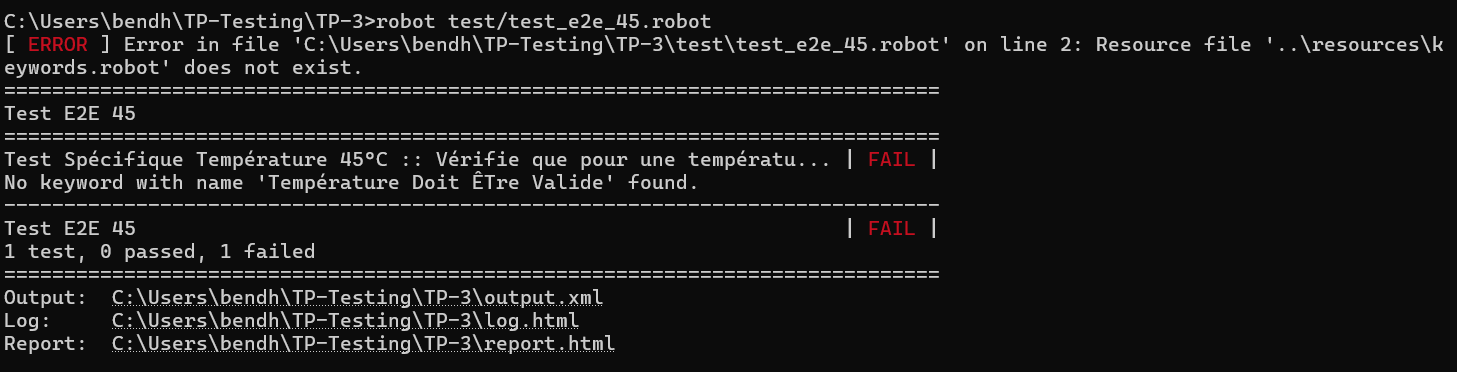 C:\Users\bendh\TP-Testing\TP-3>robot test/test_e2e_45.robot
[ ERROR ] Error in file 'C:\Users\bendh\TP-Testing\TP-3\test\test_e2e_45.robot' on line 2: Resource file '..\resources\k
eywords.robot' does not exist.
==============================================================================
Test E2E 45
==============================================================================
Test Spécifique Température 45°C :: Vérifie que pour une températu... | FAIL |
No keyword with name 'Température Doit ÊTre Valide' found.
------------------------------------------------------------------------------
Test E2E 45 | FAIL |
1 test, 0 passed, 1 failed
==============================================================================
Output: C:\Users\bendh\TP-Testing\TP-3\output.xml
Log: C:\Users\bendh\TP-Testing\TP-3\log.html
Report: C:\Users\bendh\TP-Testing\TP-3\report.html